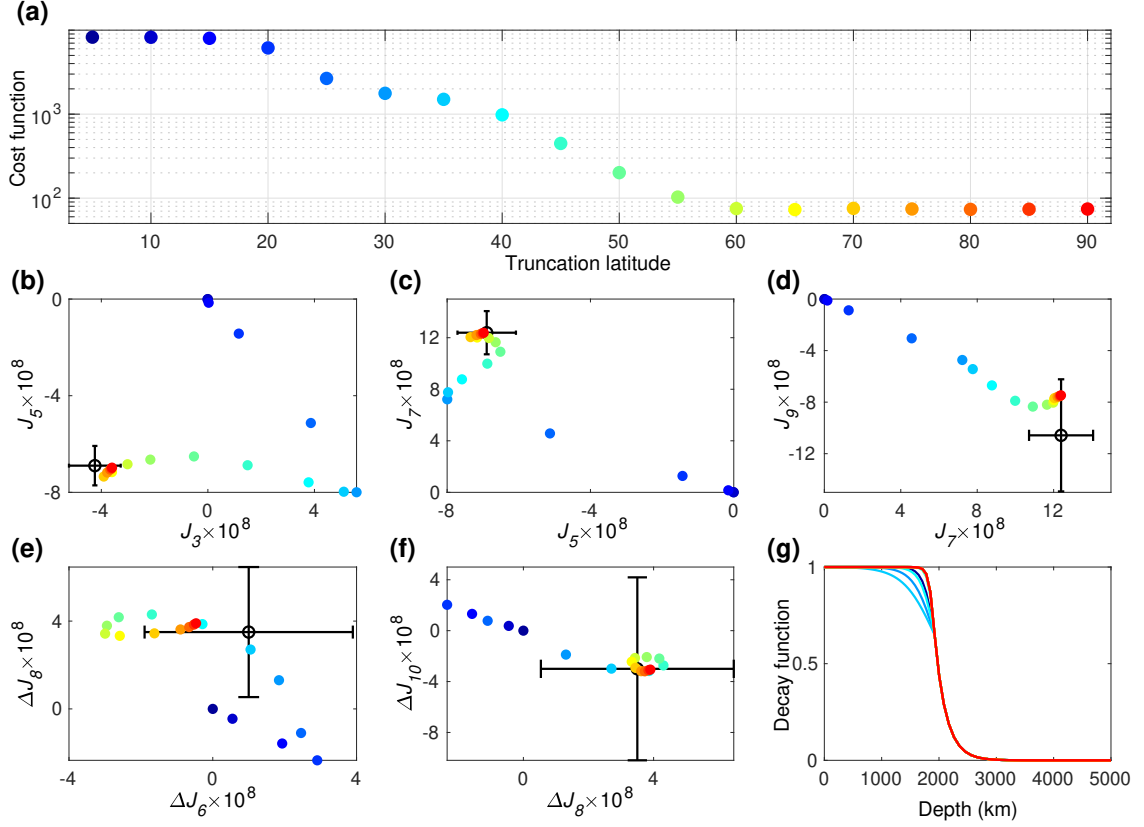 (a)
Cost function
10^3
10^2
10 20 30 40 50 60 70 80 90
Truncation latitude
(b)
J_5×10^8
0
-4
-8
-4 0 4
J_3×10^8
(c)
J_7×10^8
12
8
4
0
-8 -4 0
J_5×10^8
(d)
J_9×10^8
0
-4
-8
-12
0 4 8 12
J_7×10^8
(e)
ΔJ_8×10^8
4
0
-4 0 4
ΔJ_6×10^8
(f)
ΔJ_10×10^8
4
0
-4
-8
0 4
ΔJ_8×10^8
(g)
Decay function
1
0.5
0
0 1000 2000 3000 4000 5000
Depth (km)